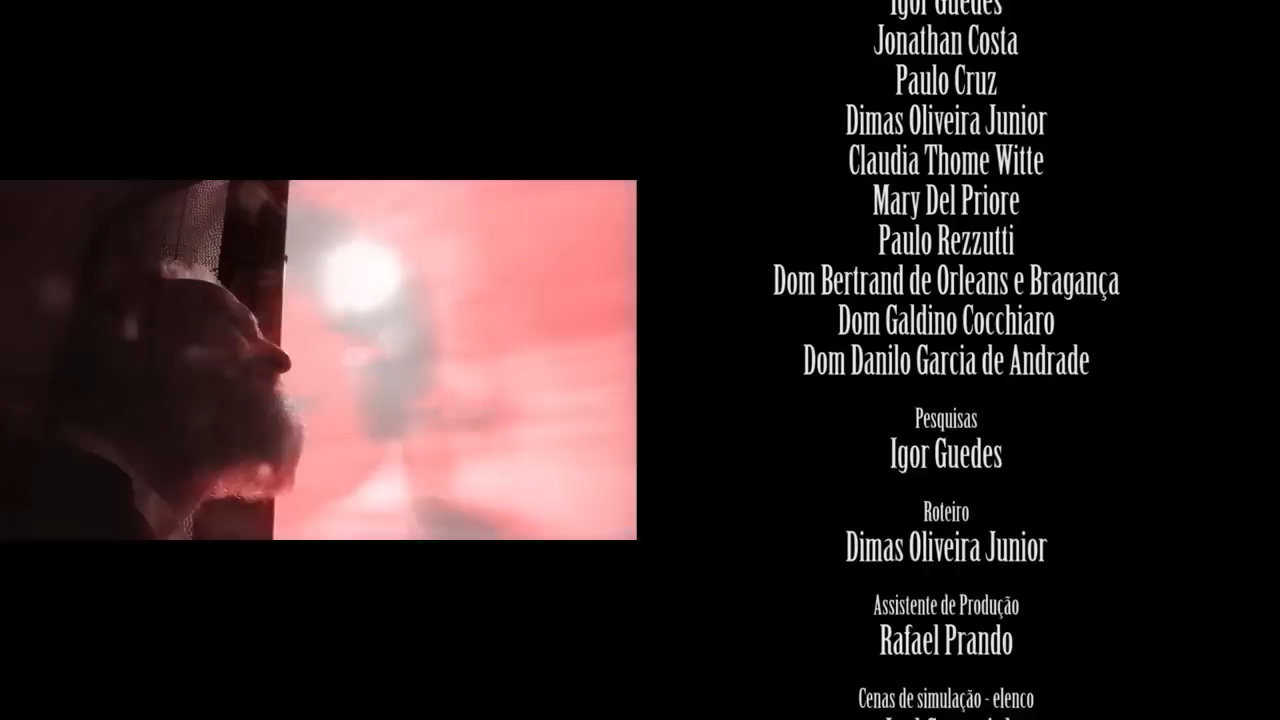 Igor Guedes
Jonathan Costa
Paulo Cruz
Dimas Oliveira Junior
Claudia Thome Witte
Mary Del Priore
Paulo Rezzutti
Dom Bertrand de Orleans e Bragança
Dom Galdino Cocchiaro
Dom Danilo Garcia de Andrade
Pesquisas
Igor Guedes
Roteiro
Dimas Oliveira Junior
Assistente de Produção
Rafael Prando
Cenas de simulação - elenco